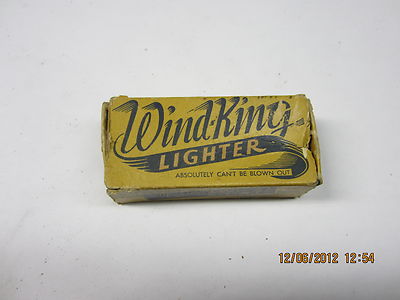 Wind-King
LIGHTER
ABSOLUTELY CAN'T BE BLOWN OUT
12/06/2012 12:54